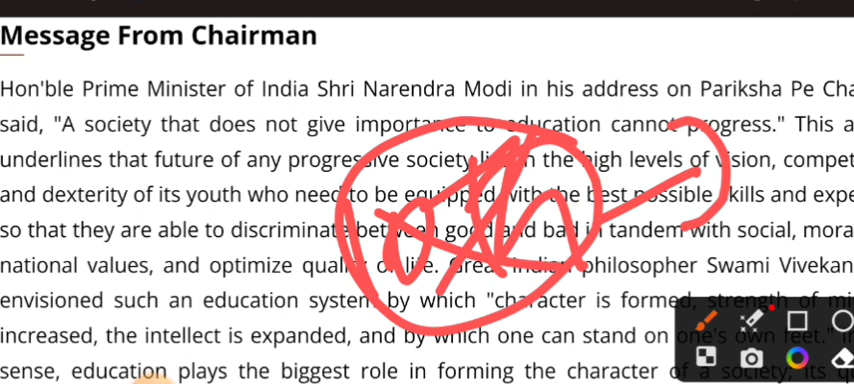 Message From Chairman
Hon'ble Prime Minister of India Shri Narendra Modi in his address on Pariksha Pe Cha
said, "A society that does not give importance to education cannot progress." This a
underlines that future of any progressive society lies in the high levels of vision, compet
and dexterity of its youth who need to be equipped with the best possible skills and expe
so that they are able to discriminate between good and bad in tandem with social, mora
national values, and optimize quality of life. Great Indian philosopher Swami Vivekan
envisioned such an education system by which "character is formed, strength of mi
increased, the intellect is expanded, and by which one can stand on one's own feet." In
sense, education plays the biggest role in forming the character of a society, its qu